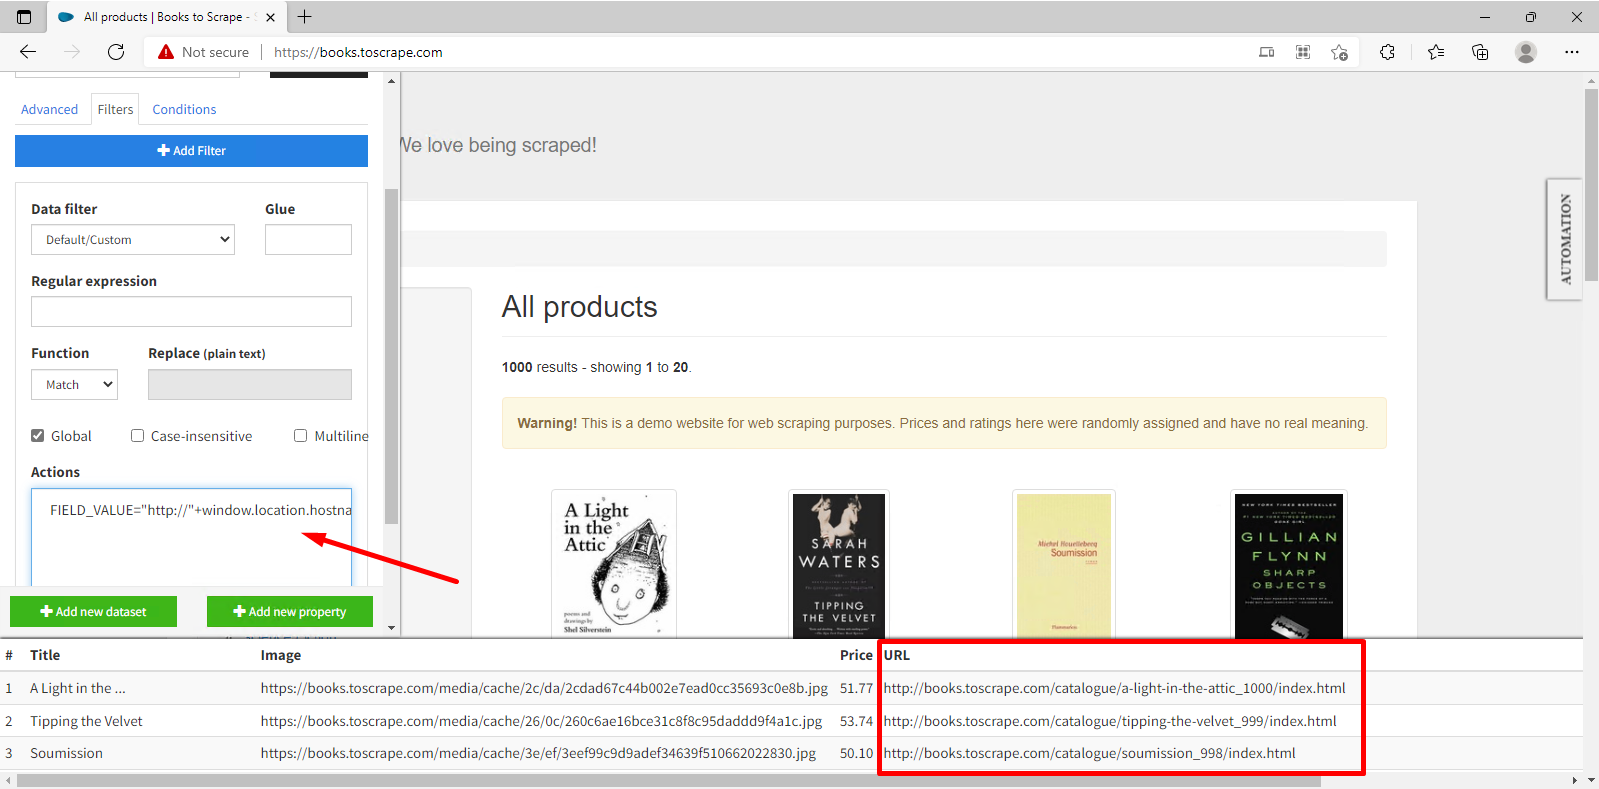 All products | Books to Scrape - S
Not secure
https://books.toscrape.com
Advanced
Filters
Conditions
Add Filter
Data filter
Glue
Default/Custom
Regular expression
Function
Replace (plain text)
Match
Global
Case-insensitive
Multiline
Actions
FIELD_VALUE="http://"+window.location.hostna
Add new dataset
Add new property
We love being scraped!
AUTOMATION
All products
1000 results - showing 1 to 20.
Warning! This is a demo website for web scraping purposes. Prices and ratings here were randomly assigned and have no real meaning.
A Light
in the
Attic
poems and
drawings by
Shel Silverstein
SARAH
WATERS
TIPPING
THE VELVET
Michel Houellebecq
Soumission
Flammarion
NEW YORK TIMES BESTSELLER
GILLIAN
FLYNN
SHARP
OBJECTS
# Title Image Price URL
1 A Light in the ... https://books.toscrape.com/media/cache/2c/da/2cdad67c44b002e7ead0cc35693c0e8b.jpg 51.77 http://books.toscrape.com/catalogue/a-light-in-the-attic_1000/index.html
2 Tipping the Velvet https://books.toscrape.com/media/cache/26/0c/260c6ae16bce31c8f8c95daddd9f4a1c.jpg 53.74 http://books.toscrape.com/catalogue/tipping-the-velvet_999/index.html
3 Soumission https://books.toscrape.com/media/cache/3e/ef/3eef99c9d9adef34639f510662022830.jpg 50.10 http://books.toscrape.com/catalogue/soumission_998/index.html